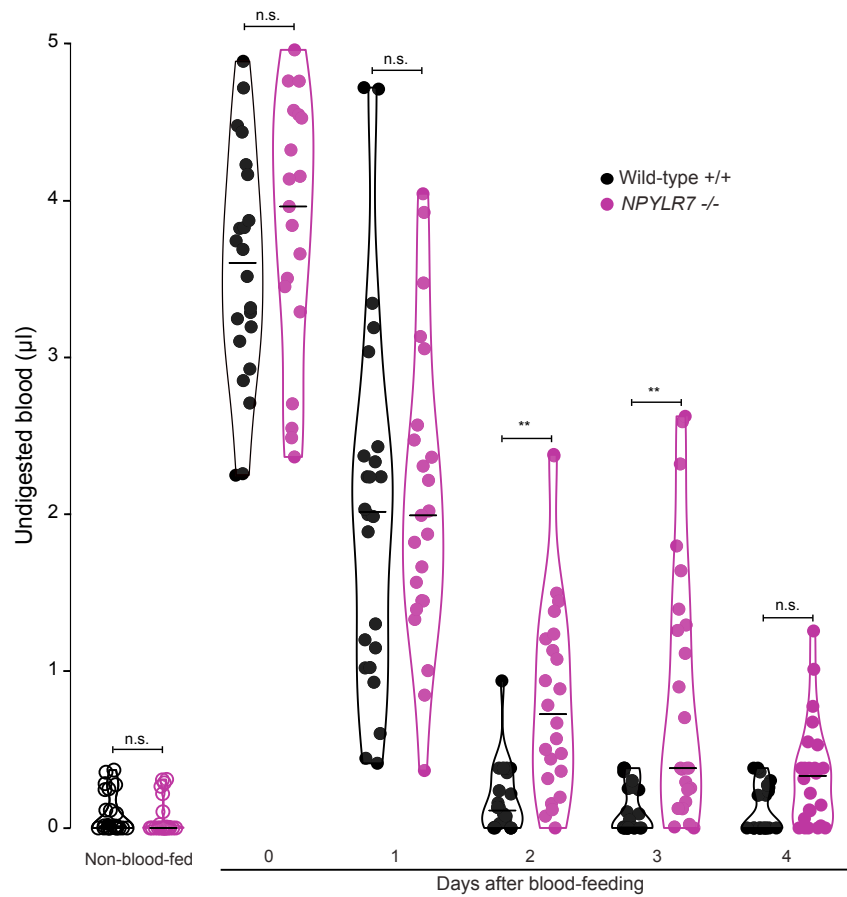 n.s.
5
n.s.
Wild-type +/+
4
NPYLR7 -/-
3
**
**
Undigested blood (μl)
2
n.s.
1
n.s.
0
Non-blood-fed
0 1 2 3 4
Days after blood-feeding